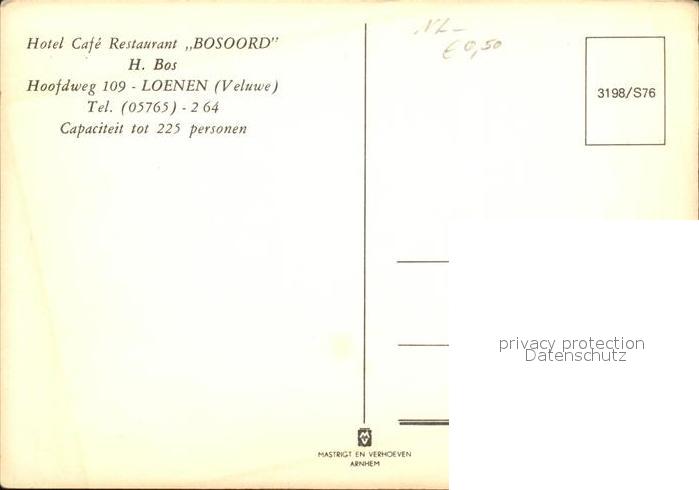 Hotel Café Restaurant „BOSOORD”
H. Bos
Hoofdweg 109 - LOENEN (Veluwe)
Tel. (05765) - 2 64
Capaciteit tot 225 personen
NL-
€ 0,50
3198/S76
privacy protection
Datenschutz
MV
MASTRIGT EN VERHOEVEN
ARNHEM